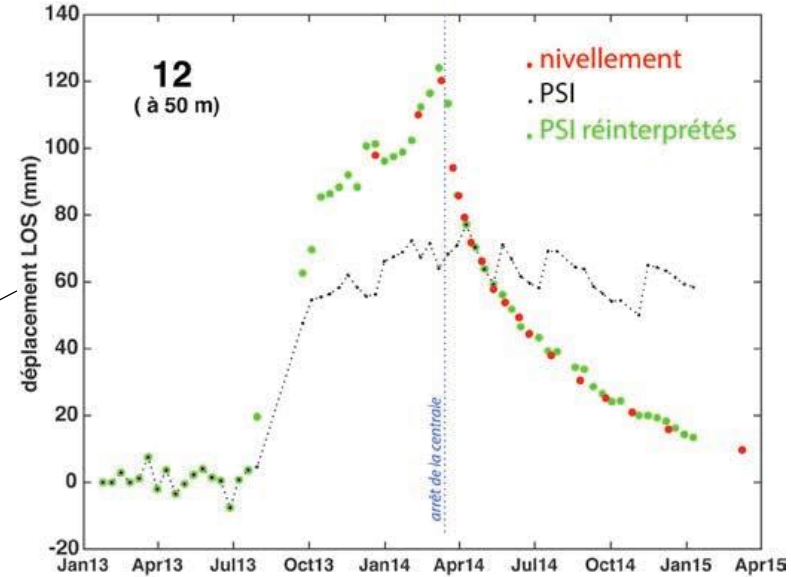 140
120
100
80
60
40
20
0
-20
déplacement LOS (mm)
12
( à 50 m)
. nivellement
. PSI
. PSI réinterprétés
arrêt de la centrale
Jan13 Apr13 Jul13 Oct13 Jan14 Apr14 Jul14 Oct14 Jan15 Apr15